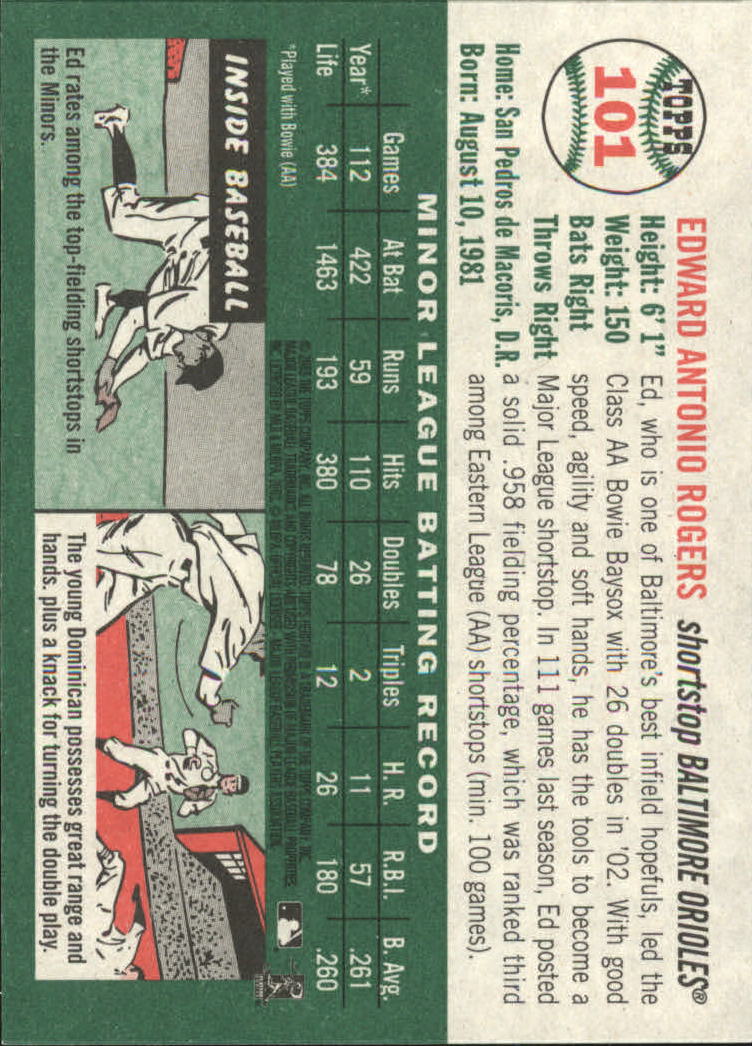 TOPPS
101
EDWARD ANTONIO ROGERS shortstop BALTIMORE ORIOLES®
Height: 6'1"
Weight: 150
Bats Right
Throws Right
Home: San Pedros de Macoris, D.R.
Born: August 10, 1981
Ed, who is one of Baltimore's best infield hopefuls, led the
Class AA Bowie Baysox with 26 doubles in '02. With good
speed, agility and soft hands, he has the tools to become a
Major League shortstop. In 111 games last season, Ed posted
a solid .958 fielding percentage, which was ranked third
among Eastern League (AA) shortstops (min. 100 games).
MINOR LEAGUE BATTING RECORD
Games At Bat Runs Hits Doubles Triples H. R. R.B.I. B. Avg.
Year* 112 422 59 110 26 2 11 57 .261
Life 384 1463 193 380 78 12 26 180 .260
*Played with Bowie (AA)
INSIDE BASEBALL
Ed rates among the top-fielding shortstops in
the Minors.
The young Dominican possesses great range and
hands. plus a knack for turning the double play.